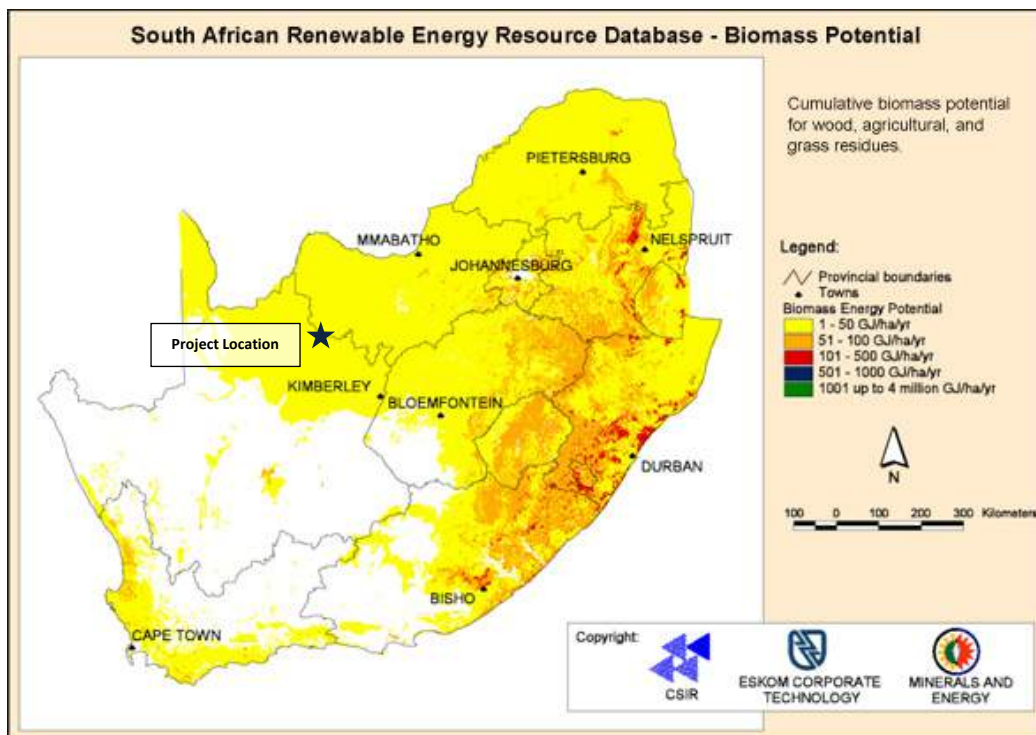 South African Renewable Energy Resource Database - Biomass Potential
Cumulative biomass potential
for wood, agricultural, and
grass residues.
PIETERSBURG
MMABATHO
NELSPRUIT
JOHANNESBURG
Project Location
KIMBERLEY
BLOEMFONTEIN
DURBAN
BISHO
CAPE TOWN
Legend:
Provincial boundaries
Towns
Biomass Energy Potential
1 - 50 GJ/ha/yr
51 - 100 GJ/ha/yr
101 - 500 GJ/ha/yr
501 - 1000 GJ/ha/yr
1001 up to 4 million GJ/ha/yr
N
100 0 100 200 300 Kilometers
Copyright:
CSIR
ESKOM CORPORATE
TECHNOLOGY
MINERALS AND
ENERGY